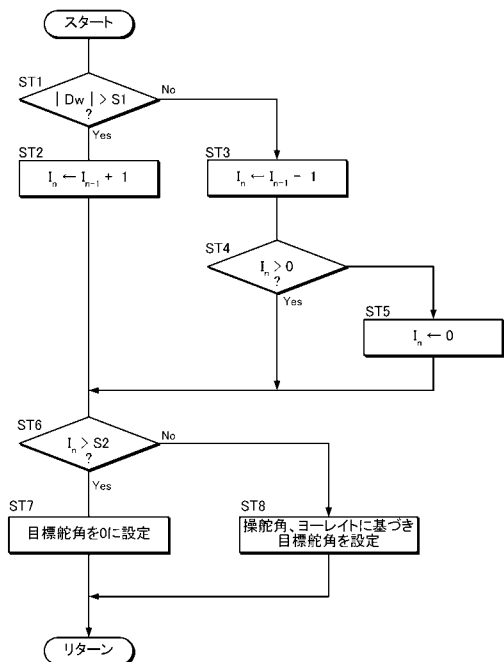 スタート
ST1
| Dw | > S1
?
No
Yes
ST2
Iₙ ← Iₙ₋₁ + 1
ST3
Iₙ ← Iₙ₋₁ − 1
ST4
Iₙ > 0
?
Yes
ST5
Iₙ ← 0
ST6
Iₙ > S2
?
No
Yes
ST7
目標舵角を0に設定
ST8
操舵角、ヨーレイトに基づき
目標舵角を設定
リターン